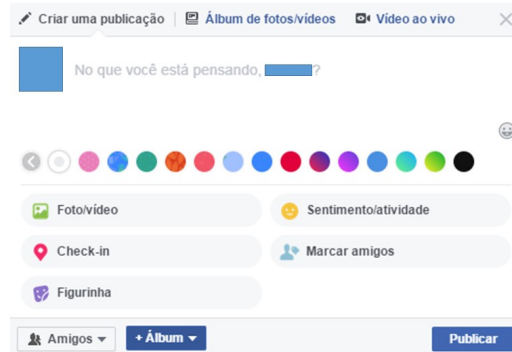 Criar uma publicação | Álbum de fotos/vídeos Vídeo ao vivo
No que você está pensando, ?
Foto/vídeo Sentimento/atividade
Check-in Marcar amigos
Figurinha
Amigos + Álbum Publicar